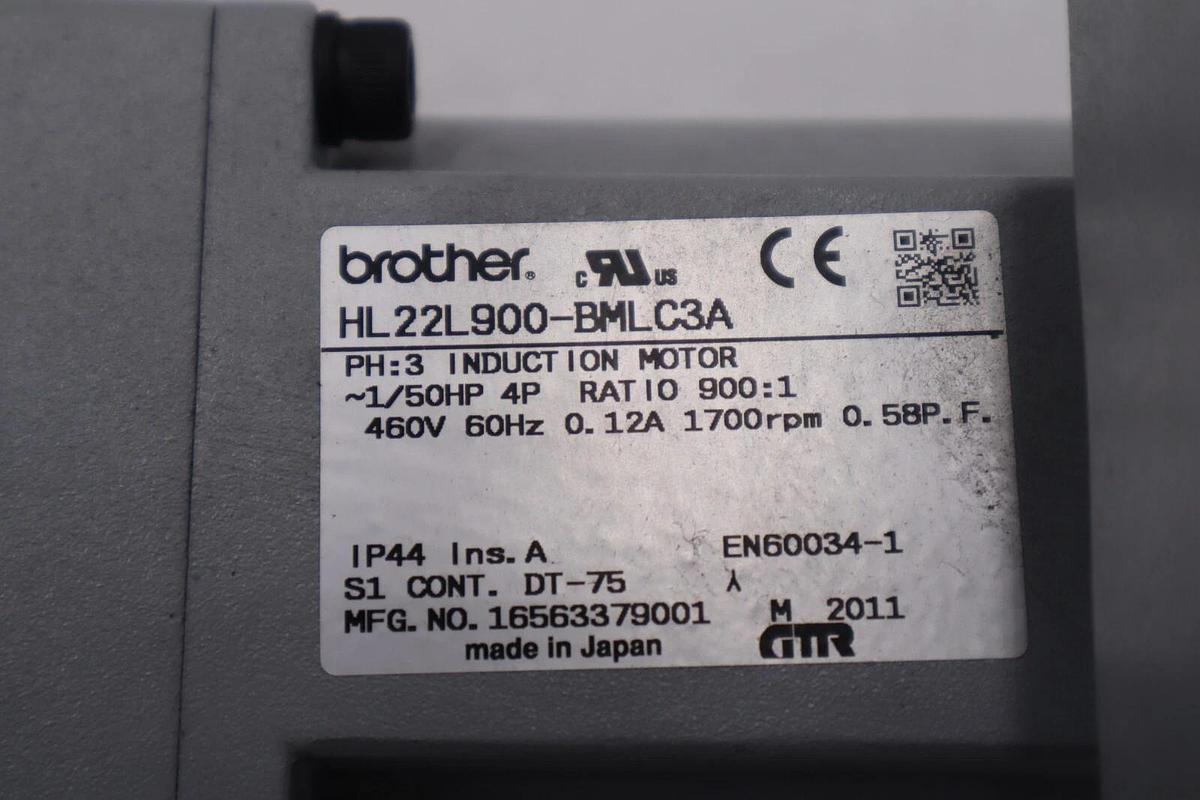 brother® c RU US CE
HL22L900-BMLC3A
PH:3 INDUCTION MOTOR
~1/50HP 4P RATIO 900:1
460V 60Hz 0.12A 1700rpm 0.58P.F.
IP44 Ins.A EN60034-1
S1 CONT. DT-75 人
MFG.NO.16563379001 M 2011
made in Japan GTR